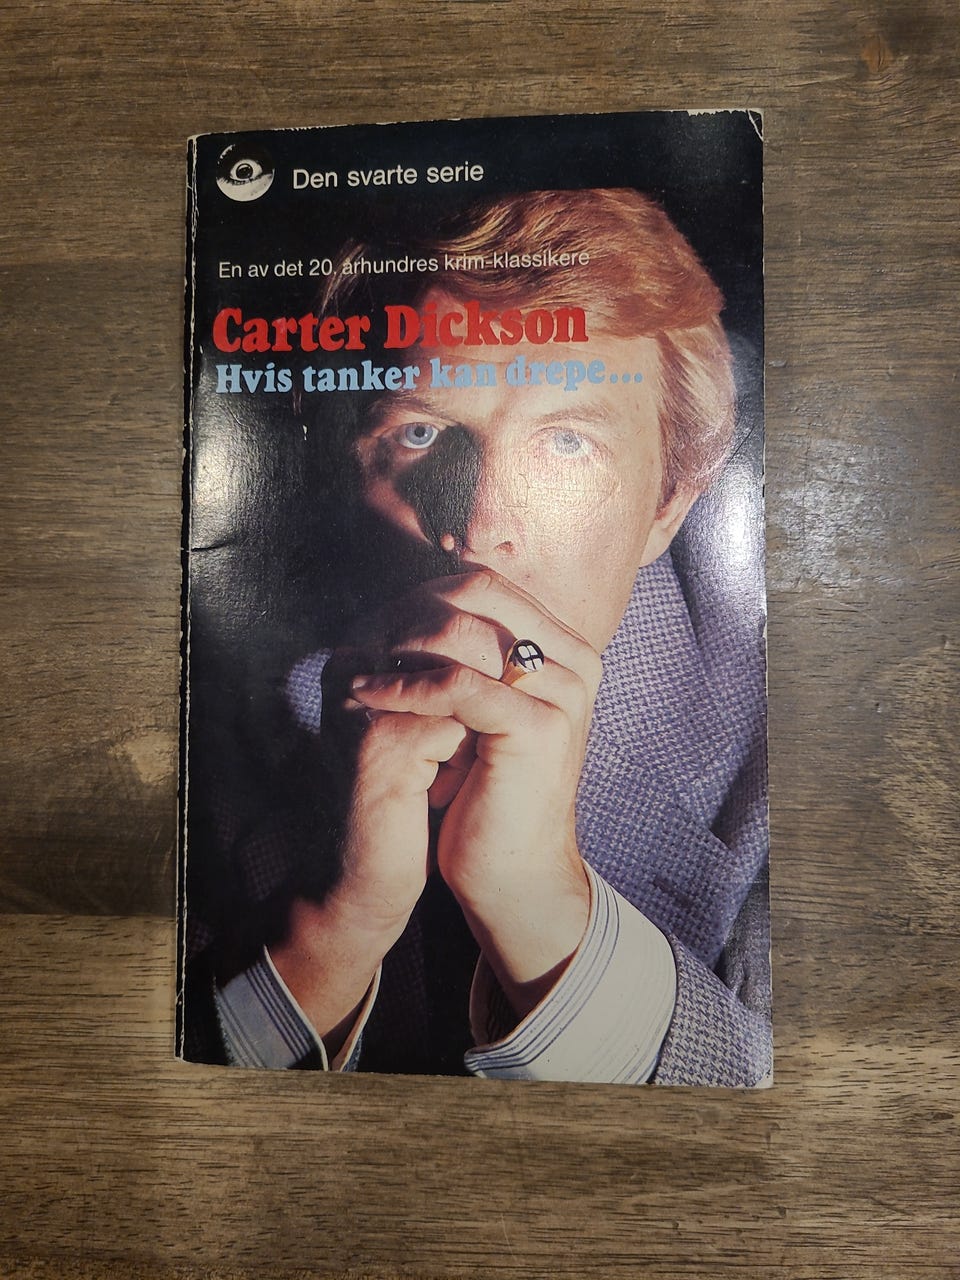 Den svarte serie
En av det 20. århundres krim-klassikere
Carter Dickson
Hvis tanker kan drepe...